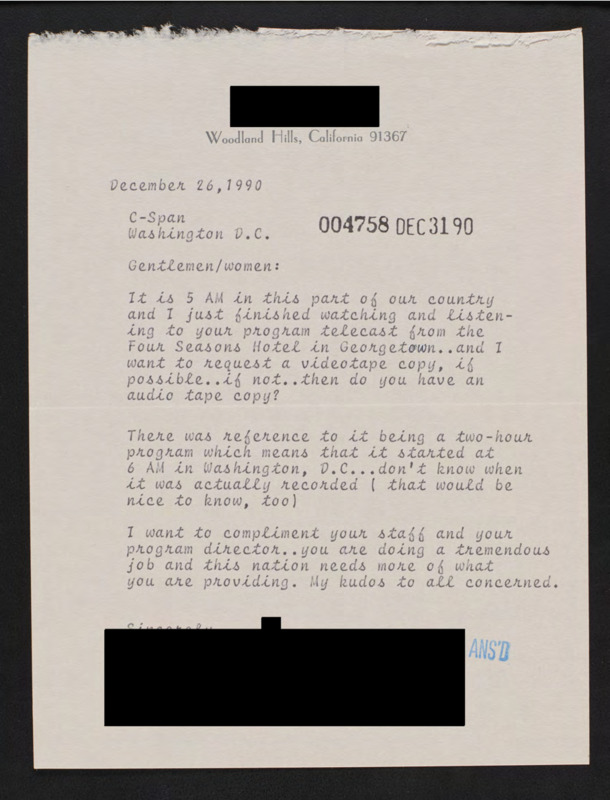 Woodland Hills, California 91367
December 26,1990
C-Span
Washington D.C.
004758 DEC 31 90
Gentlemen/women:
It is 5 AM in this part of our country
and I just finished watching and listen-
ing to your program telecast from the
Four Seasons Hotel in Georgetown..and I
want to request a videotape copy, if
possible..if not..then do you have an
audio tape copy?
There was reference to it being a two-hour
program which means that it started at
6 AM in Washington, D.C...don't know when
it was actually recorded ( that would be
nice to know, too)
I want to compliment your staff and your
program director..you are doing a tremendous
job and this nation needs more of what
you are providing. My kudos to all concerned.
Sincerely
ANS'D